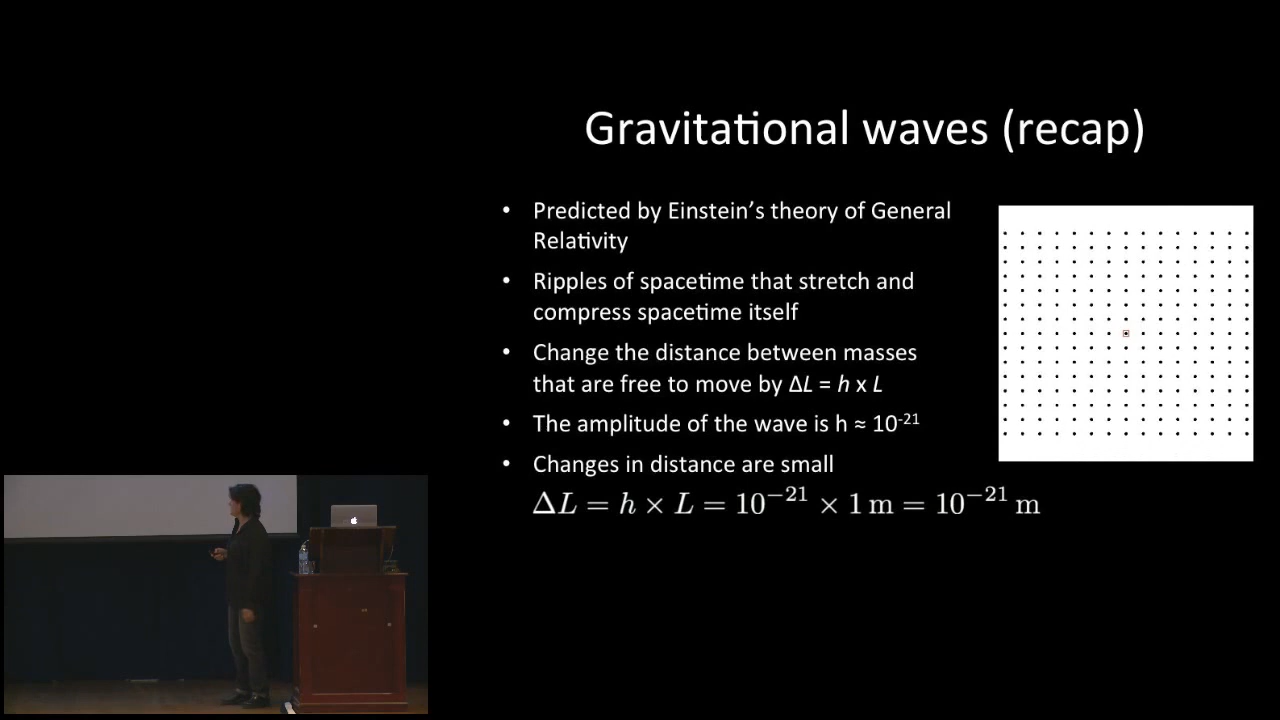 Gravitational waves (recap)
• Predicted by Einstein’s theory of General
Relativity
• Ripples of spacetime that stretch and
compress spacetime itself
• Change the distance between masses
that are free to move by ΔL = h x L
• The amplitude of the wave is h ≈ 10⁻²¹
• Changes in distance are small
ΔL = h × L = 10⁻²¹ × 1 m = 10⁻²¹ m